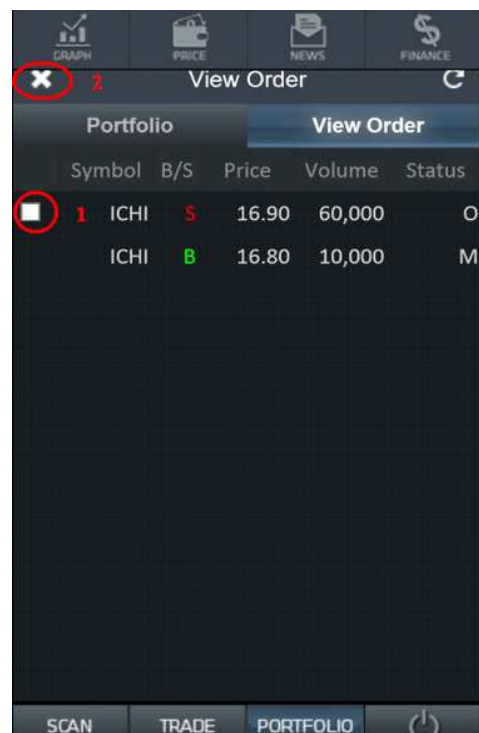 GRAPH PRICE NEWS FINANCE
2 View Order
Portfolio View Order
Symbol B/S Price Volume Status
1 ICHI S 16.90 60,000 O
ICHI B 16.80 10,000 M
SCAN TRADE PORTFOLIO